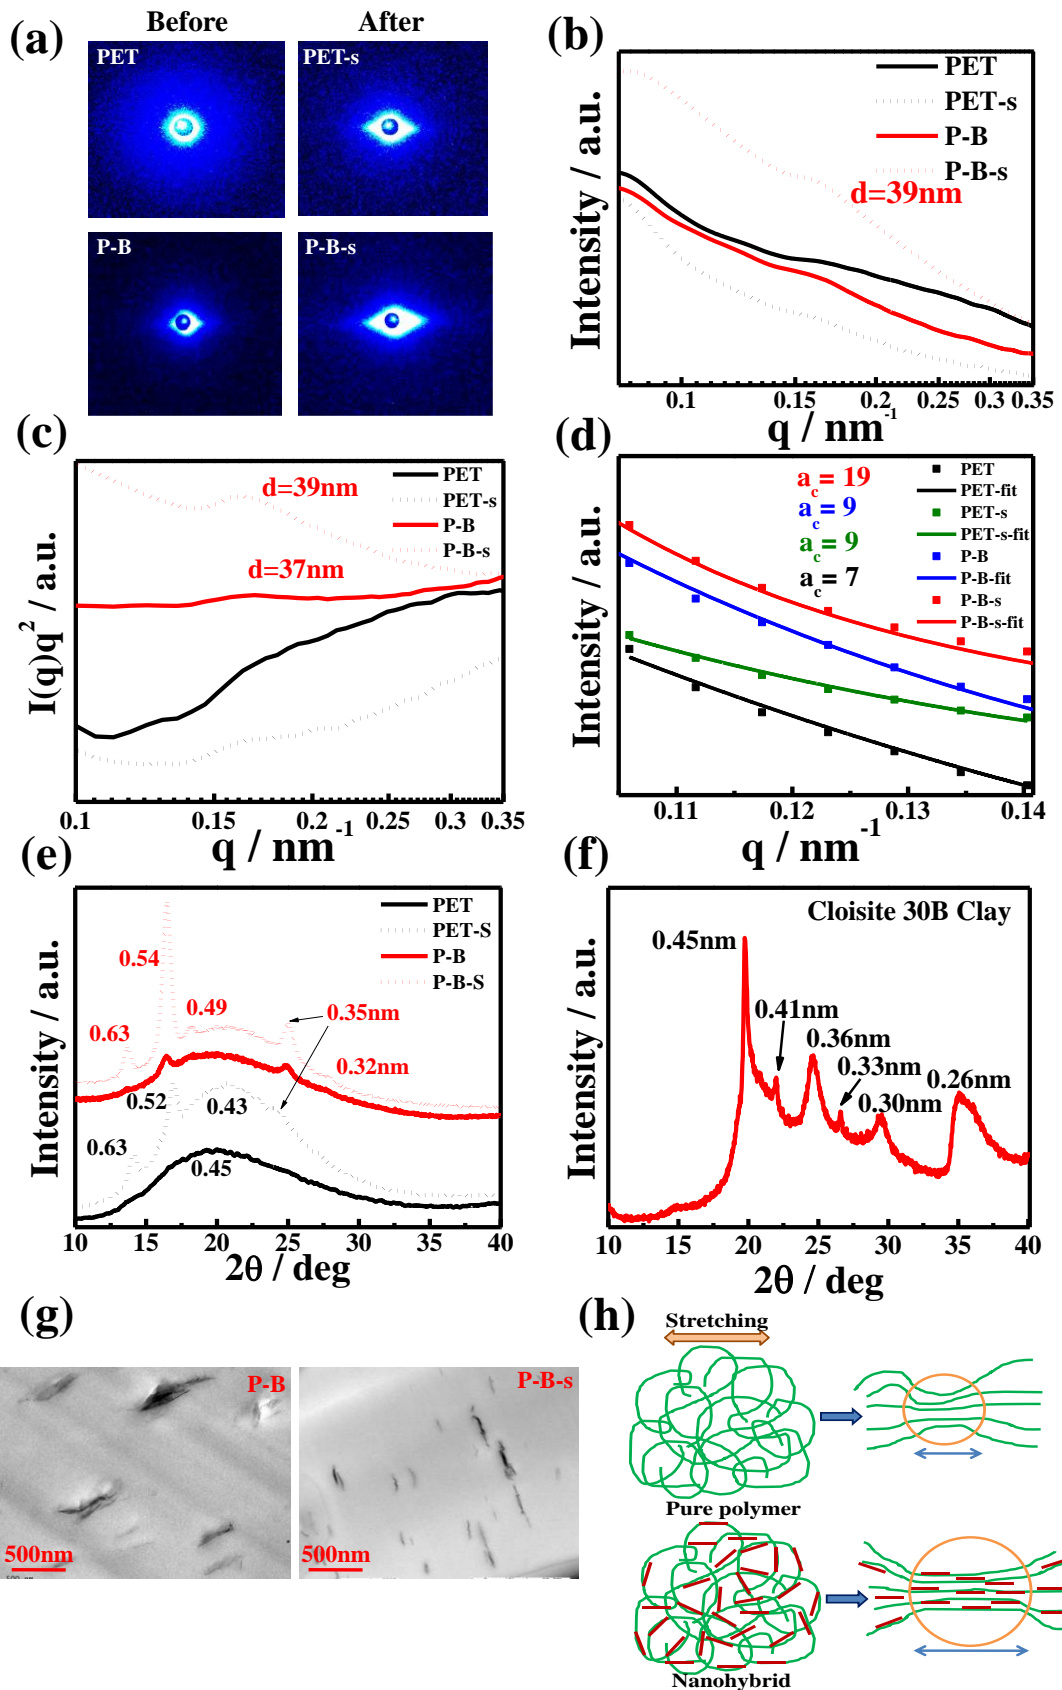 (a)
Before
After
PET
PET-s
P-B
P-B-s
(b)
Intensity / a.u.
PET
PET-s
P-B
P-B-s
d=39nm
0.1
0.15
0.2
0.25
0.3
0.35
q / nm-1
(c)
I(q)q2 / a.u.
d=39nm
d=37nm
PET
PET-s
P-B
P-B-s
0.1
0.15
0.2
0.25
0.3
0.35
q / nm-1
(d)
Intensity / a.u.
ac= 19
ac= 9
ac= 9
ac= 7
PET
PET-fit
PET-s
PET-s-fit
P-B
P-B-fit
P-B-s
P-B-s-fit
0.11
0.12
0.13
0.14
q / nm-1
(e)
Intensity / a.u.
PET
PET-S
P-B
P-B-S
0.54
0.49
0.35nm
0.63
0.32nm
0.52
0.43
0.63
0.45
10
15
20
25
30
35
40
2θ / deg
(f)
Intensity / a.u.
Cloisite 30B Clay
0.45nm
0.41nm
0.36nm
0.33nm
0.30nm
0.26nm
10
15
20
25
30
35
40
2θ / deg
(g)
P-B
500nm
P-B-s
500nm
(h)
Stretching
Pure polymer
Nanohybrid